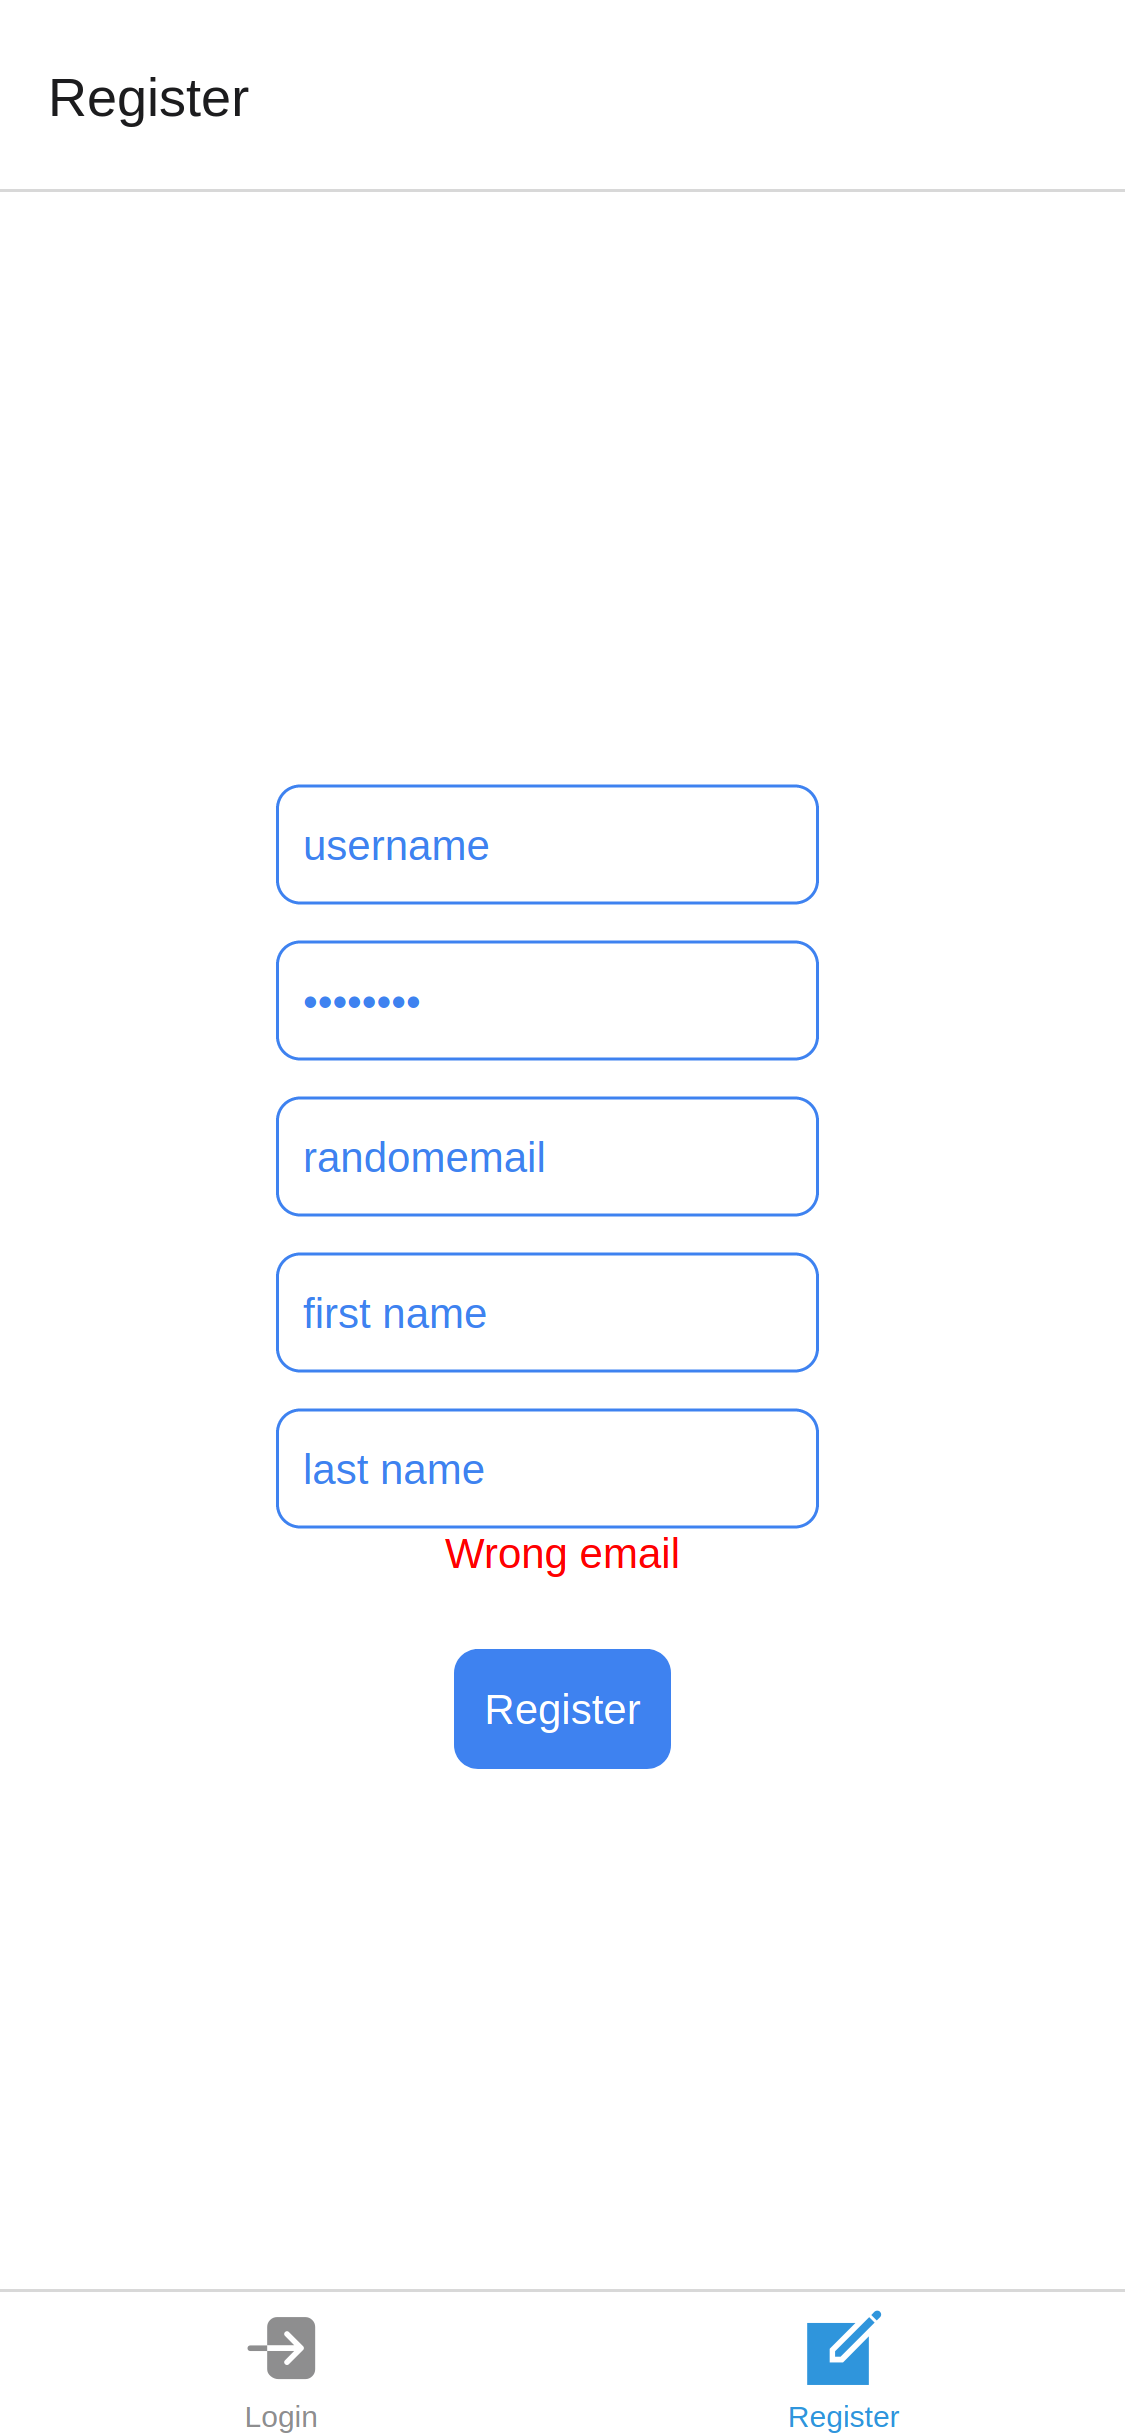 Register
username
••••••••
randomemail
first name
last name
Wrong email
Register
Login
Register